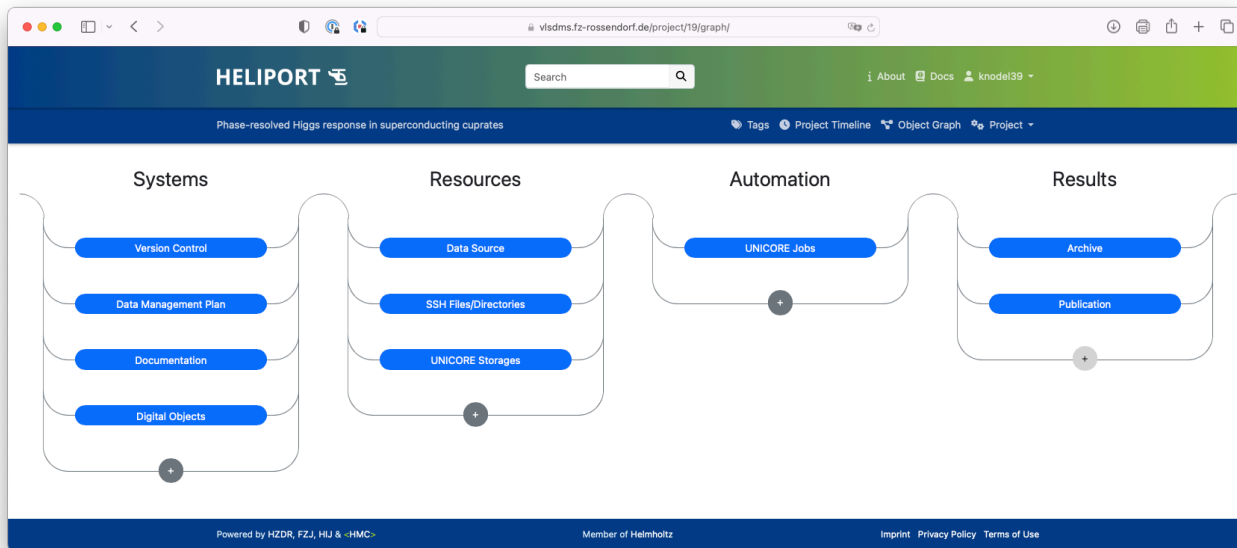 vlsdms.fz-rossendorf.de/project/19/graph/
HELIPORT
Search
About Docs knodel39
Phase-resolved Higgs response in superconducting cuprates
Tags Project Timeline Object Graph Project
Systems Resources Automation Results
Version Control Data Source UNICORE Jobs Archive
Data Management Plan SSH Files/Directories + Publication
Documentation UNICORE Storages +
Digital Objects +
+
Powered by HZDR, FZJ, HIJ & <HMC> Member of Helmholtz Imprint Privacy Policy Terms of Use